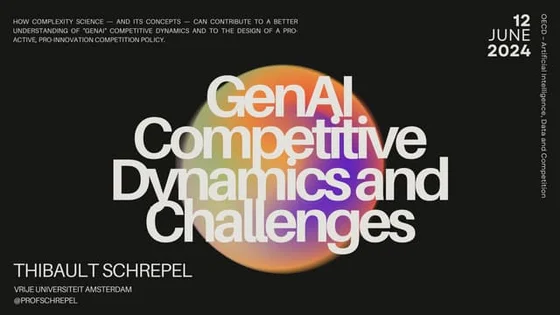 HOW COMPLEXITY SCIENCE — AND ITS CONCEPTS — CAN CONTRIBUTE TO A BETTER
UNDERSTANDING OF "GENAI" COMPETITIVE DYNAMICS AND TO THE DESIGN OF A PRO-
ACTIVE, PRO-INNOVATION COMPETITION POLICY.
12
JUNE
2024
OECD – Artificial Intelligence, Data and Competition
GenAI
Competitive
Dynamics and
Challenges
THIBAULT SCHREPEL
VRIJE UNIVERSITEIT AMSTERDAM
@PROFSCHREPEL